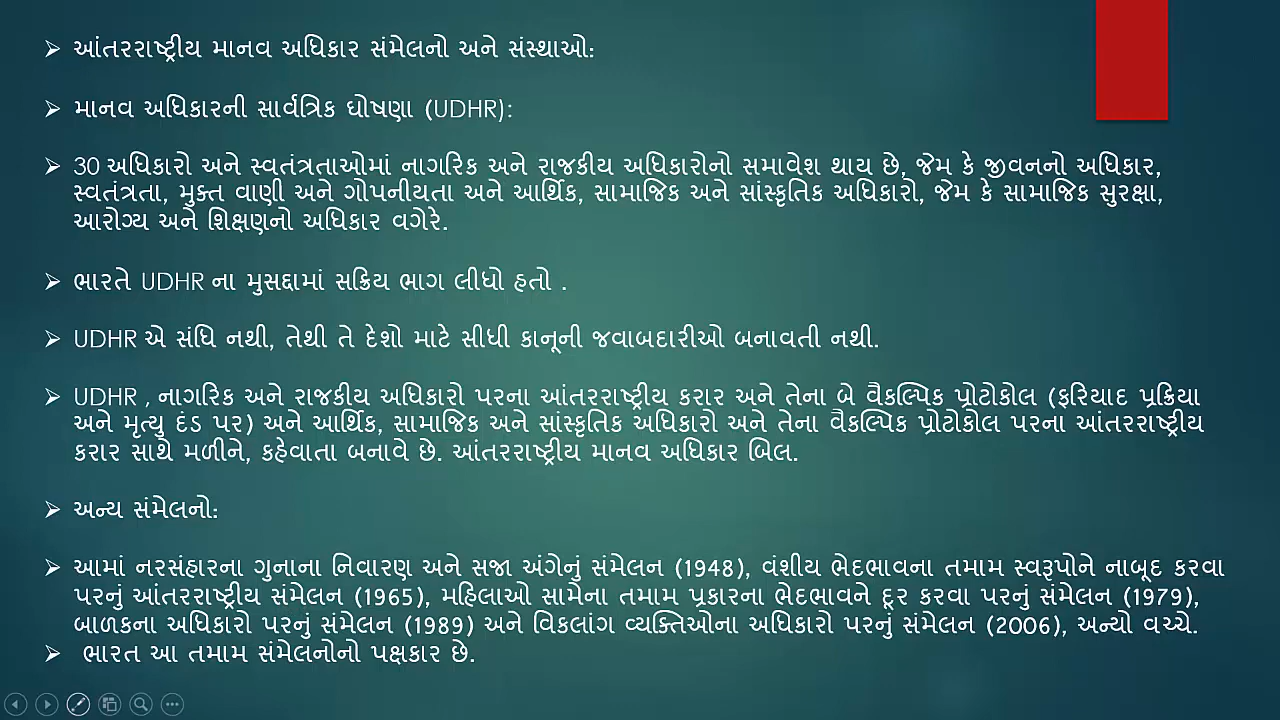 ➢ આંતરરાષ્ટ્રીય માનવ અધિકાર સંમેલનો અને સંસ્થાઓ:
➢ માનવ અધિકારની સાર્વત્રિક ઘોષણા (UDHR):
➢ 30 અધિકારો અને સ્વતંત્રતાઓમાં નાગરિક અને રાજકીય અધિકારોનો સમાવેશ થાય છે, જેમ કે જીવનનો અધિકાર,
સ્વતંત્રતા, મુક્ત વાણી અને ગોપનીયતા અને આર્થિક, સામાજિક અને સાંસ્કૃતિક અધિકારો, જેમ કે સામાજિક સુરક્ષા,
આરોગ્ય અને શિક્ષણનો અધિકાર વગેરે.
➢ ભારતે UDHR ના મુસદ્દામાં સક્રિય ભાગ લીધો હતો .
➢ UDHR એ સંધિ નથી, તેથી તે દેશો માટે સીધી કાનૂની જવાબદારીઓ બનાવતી નથી.
➢ UDHR , નાગરિક અને રાજકીય અધિકારો પરના આંતરરાષ્ટ્રીય કરાર અને તેના બે વૈકલ્પિક પ્રોટોકોલ (ફરિયાદ પ્રક્રિયા
અને મૃત્યુ દંડ પર) અને આર્થિક, સામાજિક અને સાંસ્કૃતિક અધિકારો અને તેના વૈકલ્પિક પ્રોટોકોલ પરના આંતરરાષ્ટ્રીય
કરાર સાથે મળીને, કહેવાતા બનાવે છે. આંતરરાષ્ટ્રીય માનવ અધિકાર બિલ.
➢ અન્ય સંમેલનો:
➢ આમાં નરસંહારના ગુનાના નિવારણ અને સજા અંગેનું સંમેલન (1948), વંશીય ભેદભાવના તમામ સ્વરૂપોને નાબૂદ કરવા
પરનું આંતરરાષ્ટ્રીય સંમેલન (1965), મહિલાઓ સામેના તમામ પ્રકારના ભેદભાવને દૂર કરવા પરનું સંમેલન (1979),
બાળકના અધિકારો પરનું સંમેલન (1989) અને વિકલાંગ વ્યક્તિઓના અધિકારો પરનું સંમેલન (2006), અન્યો વચ્ચે.
➢ ભારત આ તમામ સંમેલનોનો પક્ષકાર છે.